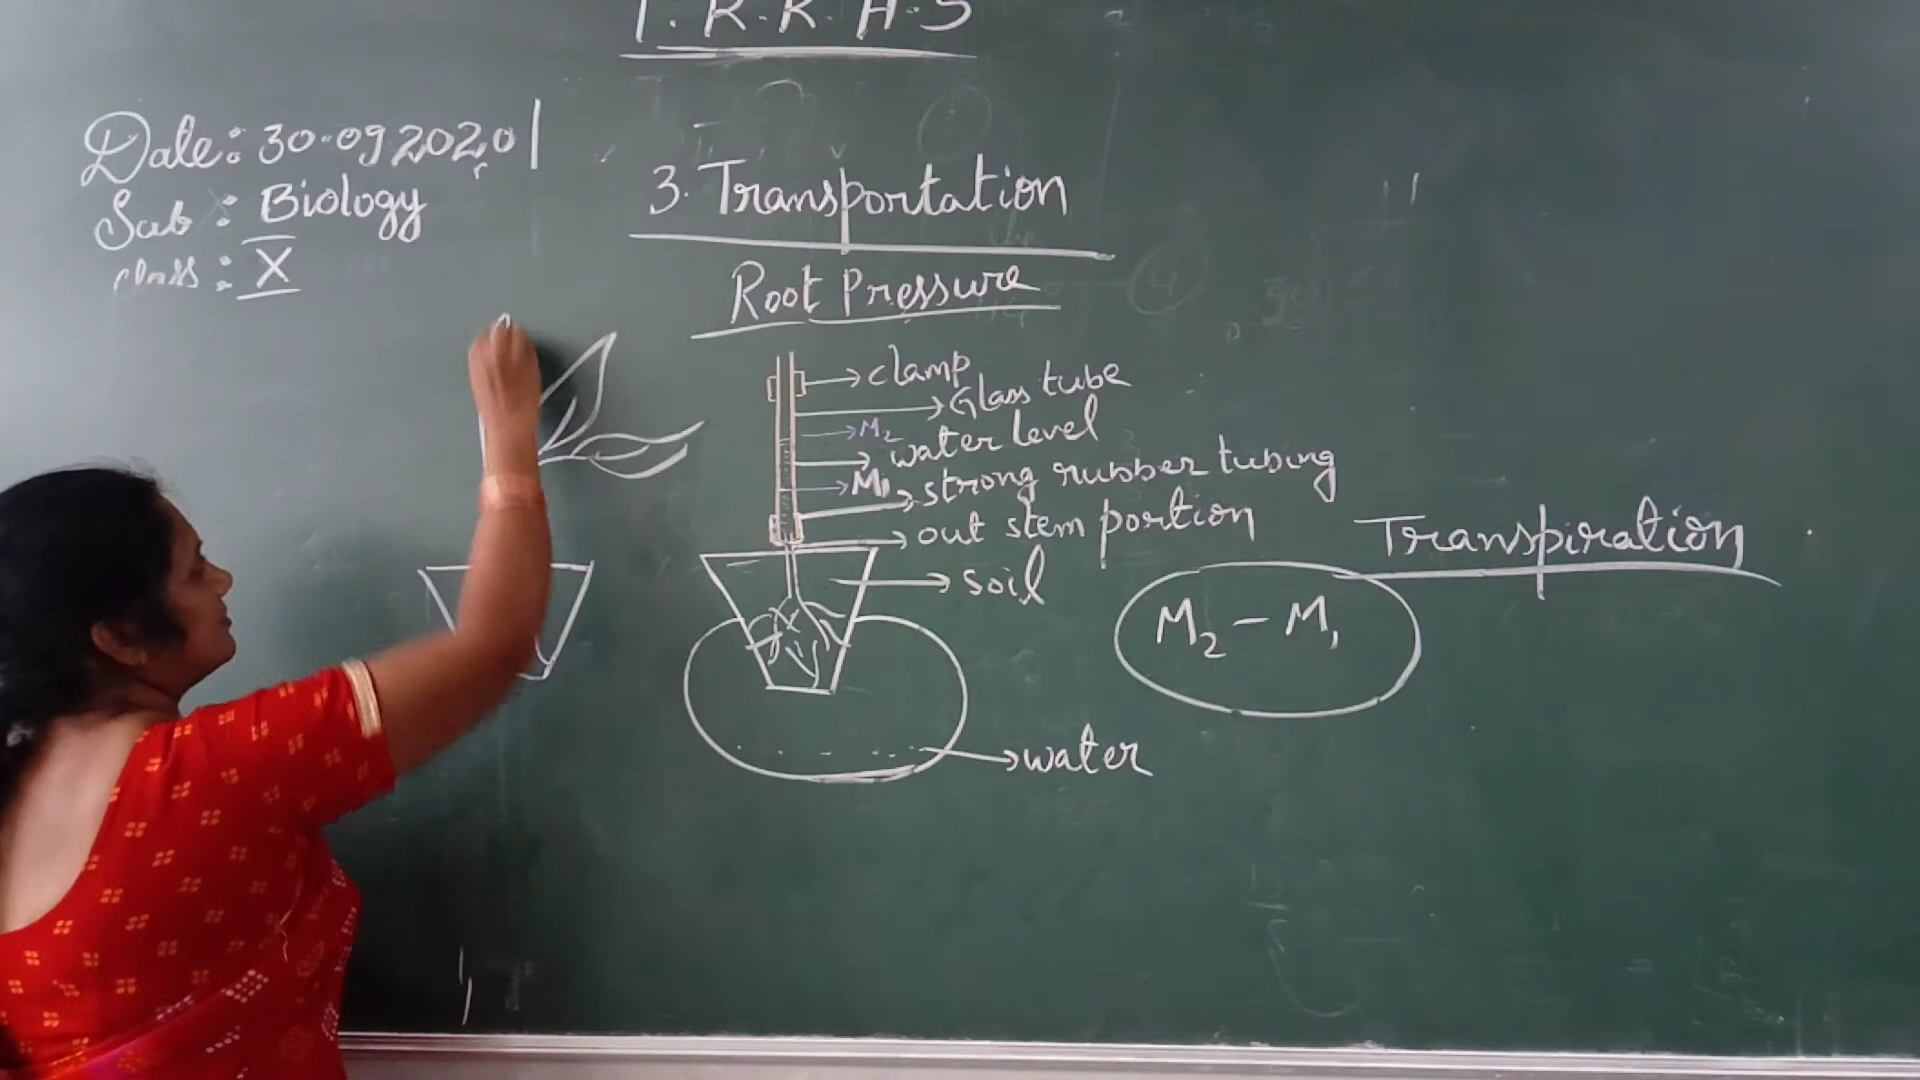 T.R.K.H.S
Date: 30.09 2020
Sub : Biology
class : X
3. Transportation
Root Pressure
clamp
Glass tube
M2
water level
M1
strong rubber tubing
out stem portion
soil
water
Transpiration
M2 – M1